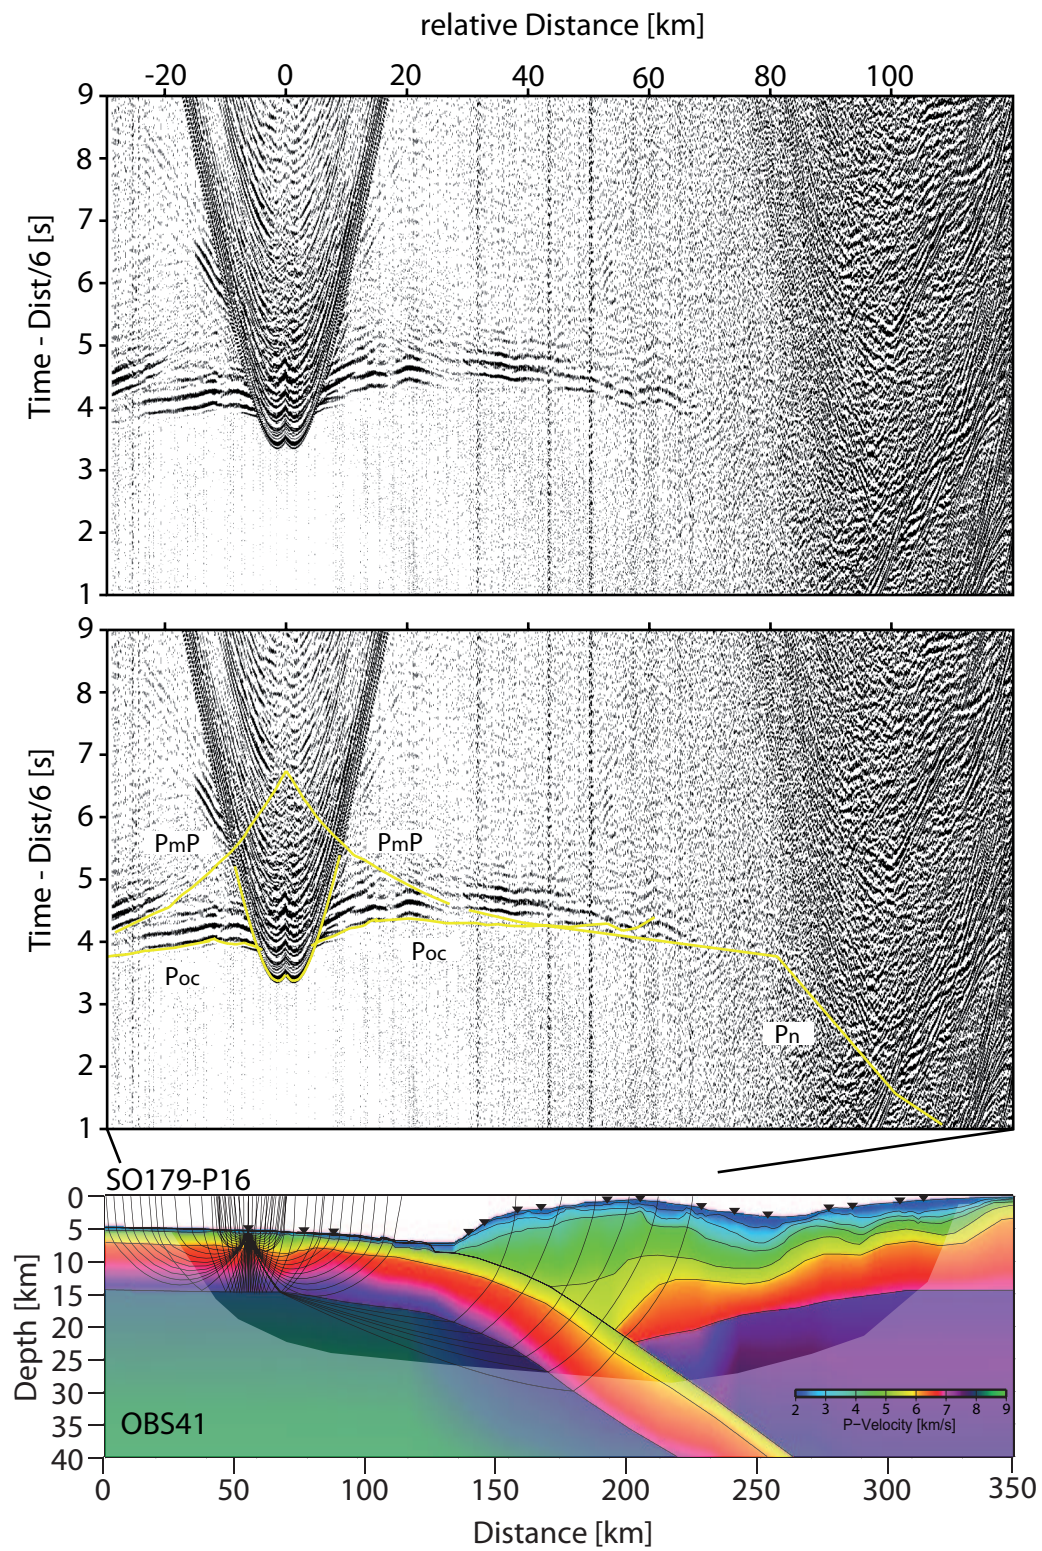 relative Distance [km]
-20 0 20 40 60 80 100
9
8
7
6
5
4
3
2
1
Time - Dist/6 [s]
9
8
7
6
5
4
3
2
1
Time - Dist/6 [s]
PmP PmP
Poc Poc
Pn
SO179-P16
0
5
10
15
20
25
30
35
40
Depth [km]
OBS41
2 3 4 5 6 7 8 9
P-Velocity [km/s]
0 50 100 150 200 250 300 350
Distance [km]